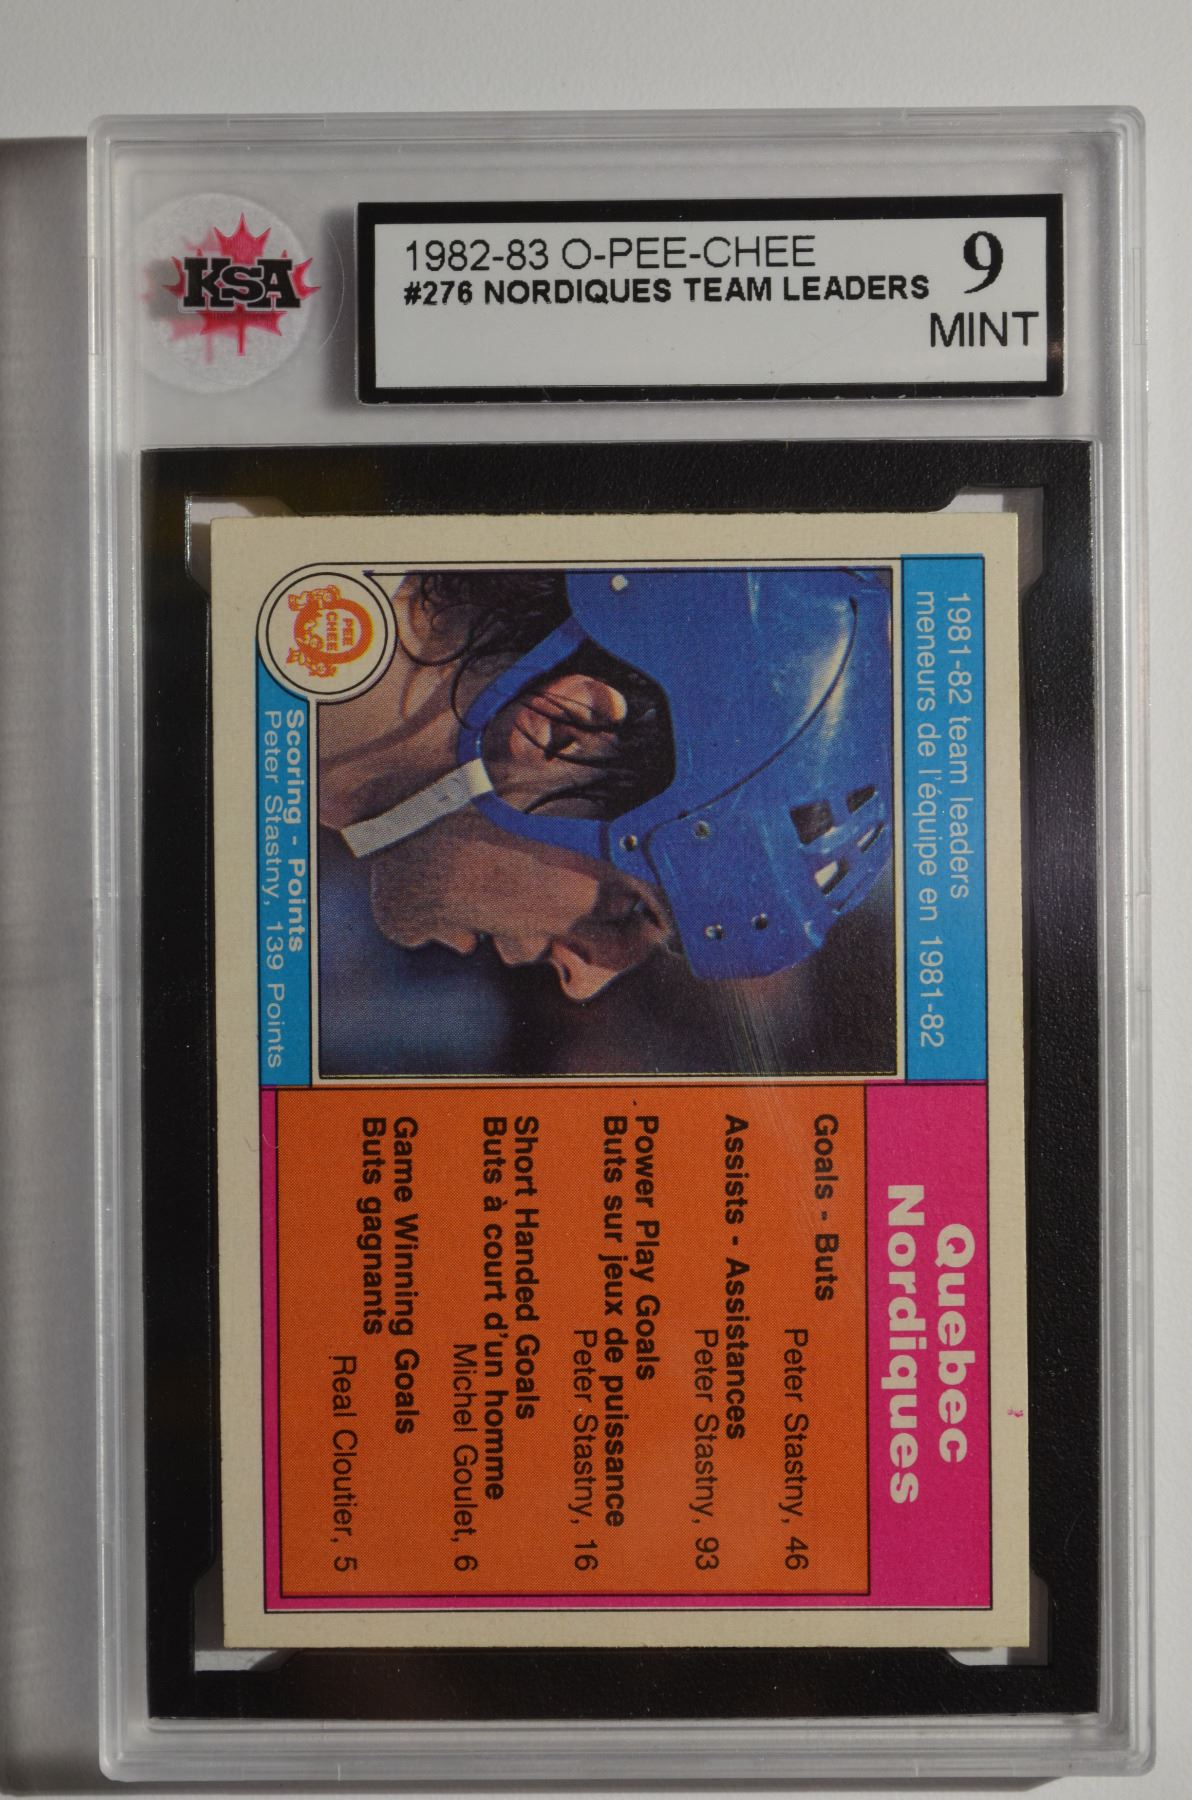 KSA
1982-83 O-PEE-CHEE
#276 NORDIQUES TEAM LEADERS
9
MINT
1981-82 team leaders
meneurs de l'équipe en 1981-82
O
PEE
CHEE
Scoring - Points
Peter Stastny, 139 Points
Quebec
Nordiques
Goals - Buts
Peter Stastny, 46
Assists - Assistances
Peter Stastny, 93
Power Play Goals
Buts sur jeux de puissance
Peter Stastny, 16
Short Handed Goals
Buts à court d'un homme
Michel Goulet, 6
Game Winning Goals
Buts gagnants
Real Cloutier, 5